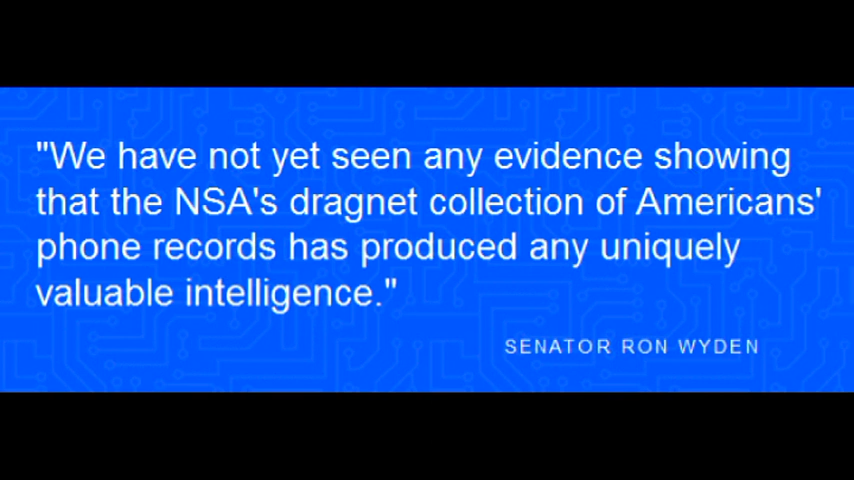 "We have not yet seen any evidence showing
that the NSA's dragnet collection of Americans'
phone records has produced any uniquely
valuable intelligence."
SENATOR RON WYDEN